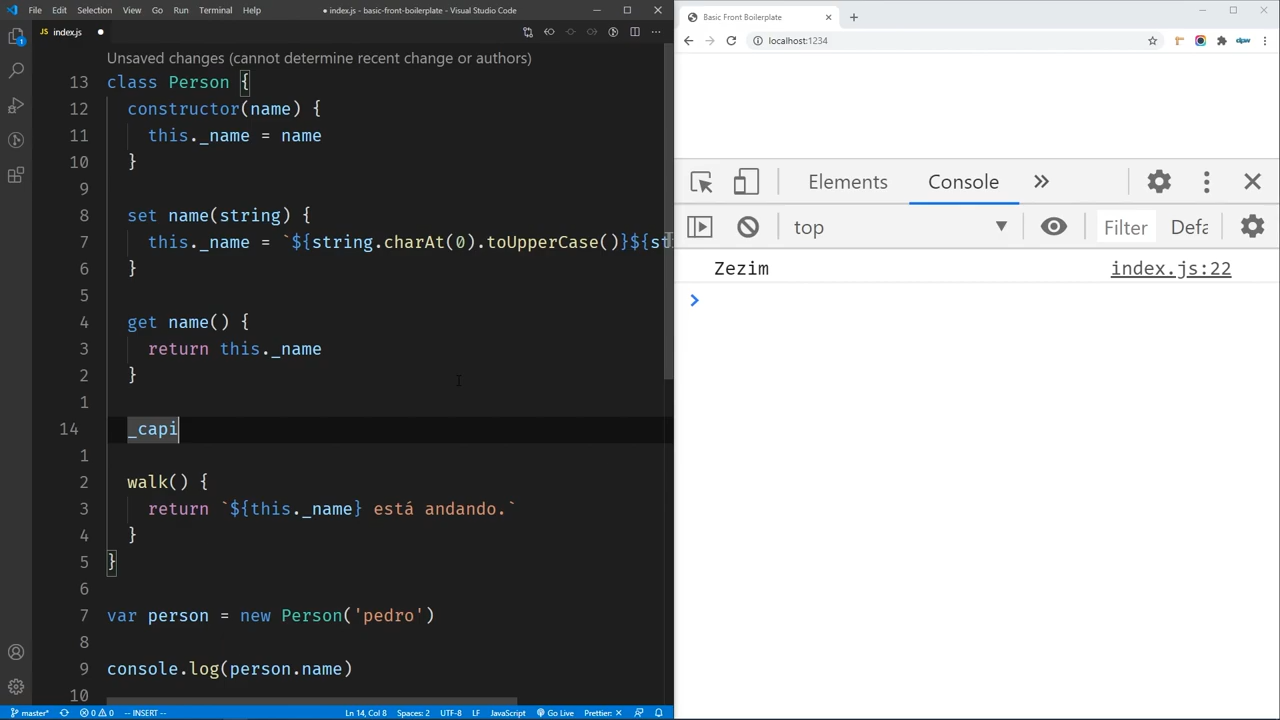 File Edit Selection View Go Run Terminal Help ● index.js - basic-front-boilerplate - Visual Studio Code
JS index.js ●
Unsaved changes (cannot determine recent change or authors)
13 class Person {
12 constructor(name) {
11 this._name = name
10 }
9
8 set name(string) {
7 this._name = `${string.charAt(0).toUpperCase()}${st
6 }
5
4 get name() {
3 return this._name
2 }
1
14 _capi
1
2 walk() {
3 return `${this._name} está andando.`
4 }
5 }
6
7 var person = new Person('pedro')
8
9 console.log(person.name)
10
master* 0 0 -- INSERT -- Ln 14, Col 8 Spaces: 2 UTF-8 LF JavaScript Go Live Prettier: ×
Basic Front Boilerplate
localhost:1234
dpw
Elements Console
top Filter Defa
Zezim index.js:22